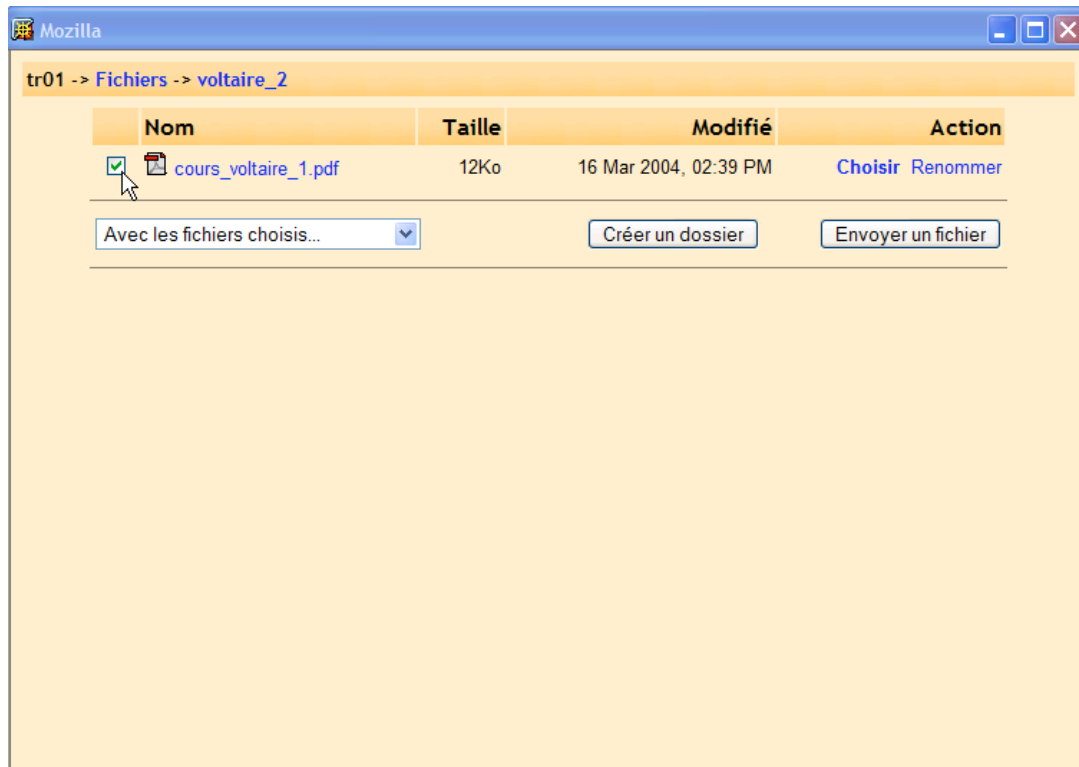 Mozilla
tr01 -> Fichiers -> voltaire_2
Nom Taille Modifié Action
cours_voltaire_1.pdf 12Ko 16 Mar 2004, 02:39 PM Choisir Renommer
Avec les fichiers choisis... Créer un dossier Envoyer un fichier